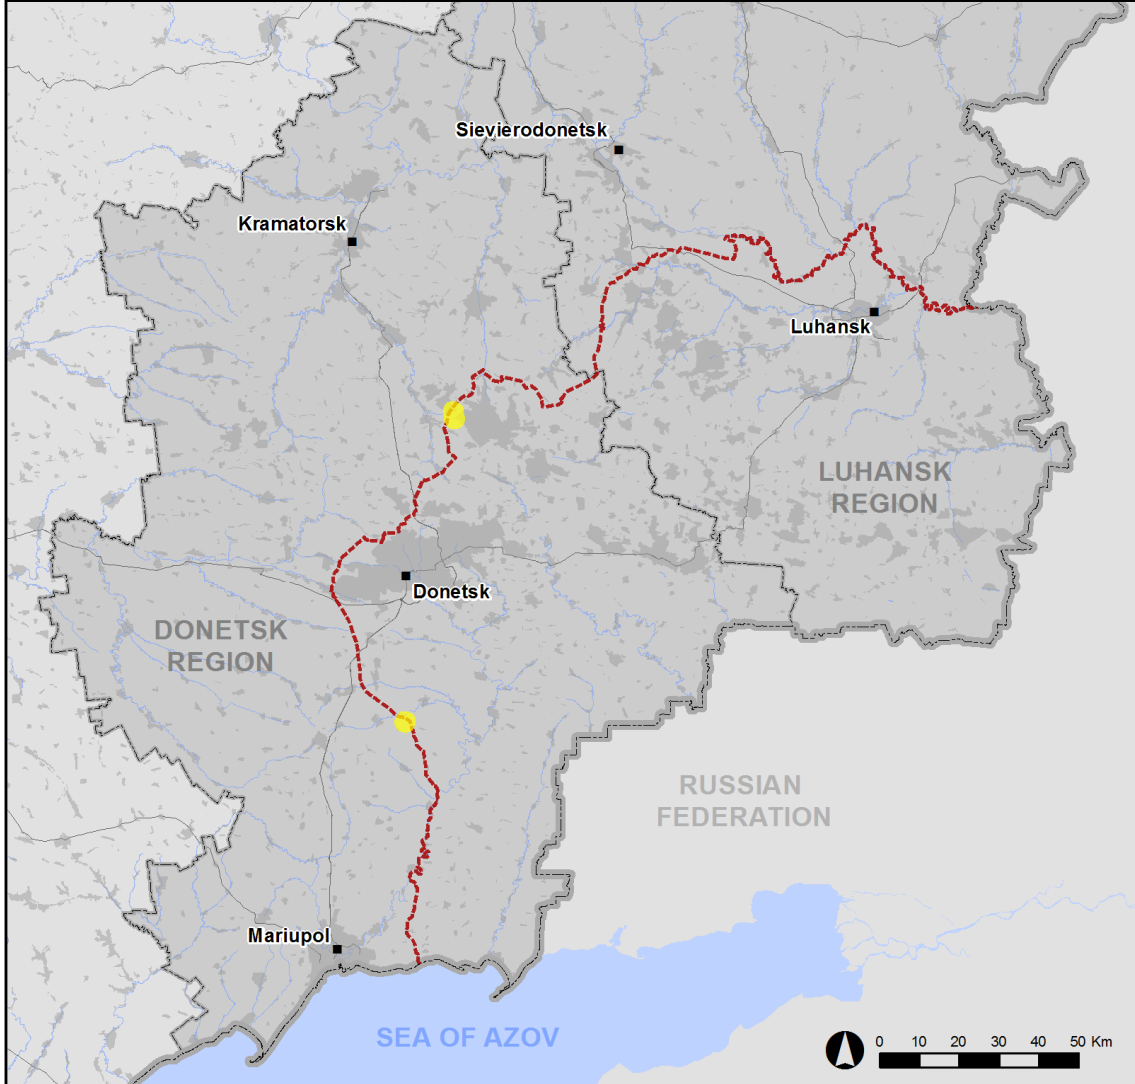 Sievierodonetsk
Kramatorsk
Luhansk
LUHANSK
REGION
Donetsk
DONETSK
REGION
RUSSIAN
FEDERATION
Mariupol
SEA OF AZOV
0 10 20 30 40 50 Km